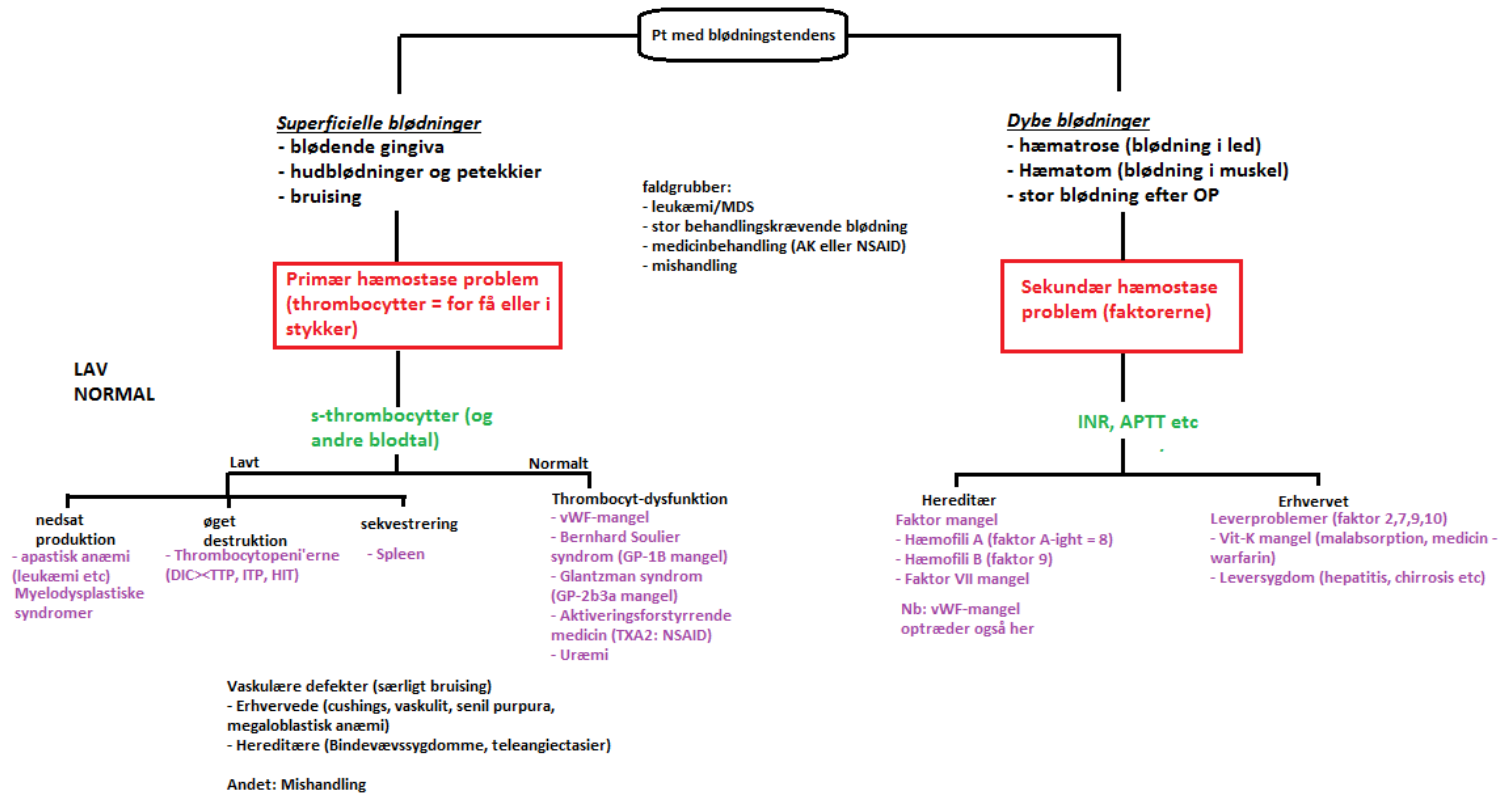 Pt med blødningstendens
Superficielle blødninger
- blødende gingiva
- hudblødninger og petekkier
- bruising
Dybe blødninger
- hæmatrose (blødning i led)
- Hæmatom (blødning i muskel)
- stor blødning efter OP
faldgrubber:
- leukæmi/MDS
- stor behandlingskrævende blødning
- medicinbehandling (AK eller NSAID)
- mishandling
Primær hæmostase problem
(thrombocytter = for få eller i
stykker)
Sekundær hæmostase
problem (faktorerne)
LAV
NORMAL
s-thrombocytter (og
andre blodtal)
INR, APTT etc
Lavt
Normalt
nedsat
produktion
- apastisk anæmi
(leukæmi etc)
Myelodysplastiske
syndromer
øget
destruktion
- Thrombocytopeni'erne
(DIC><TTP, ITP, HIT)
sekvestrering
- Spleen
Thrombocyt-dysfunktion
- vWF-mangel
- Bernhard Soulier
syndrom (GP-1B mangel)
- Glantzman syndrom
(GP-2b3a mangel)
- Aktiveringsforstyrrende
medicin (TXA2: NSAID)
- Uræmi
Hereditær
Faktor mangel
- Hæmofili A (faktor A-ight = 8)
- Hæmofili B (faktor 9)
- Faktor VII mangel
Nb: vWF-mangel
optræder også her
Erhvervet
Leverproblemer (faktor 2,7,9,10)
- Vit-K mangel (malabsorption, medicin -
warfarin)
- Leversygdom (hepatitis, chirrosis etc)
Vaskulære defekter (særligt bruising)
- Erhvervede (cushings, vaskulit, senil purpura,
megaloblastisk anæmi)
- Hereditære (Bindevævssygdomme, teleangiectasier)
Andet: Mishandling